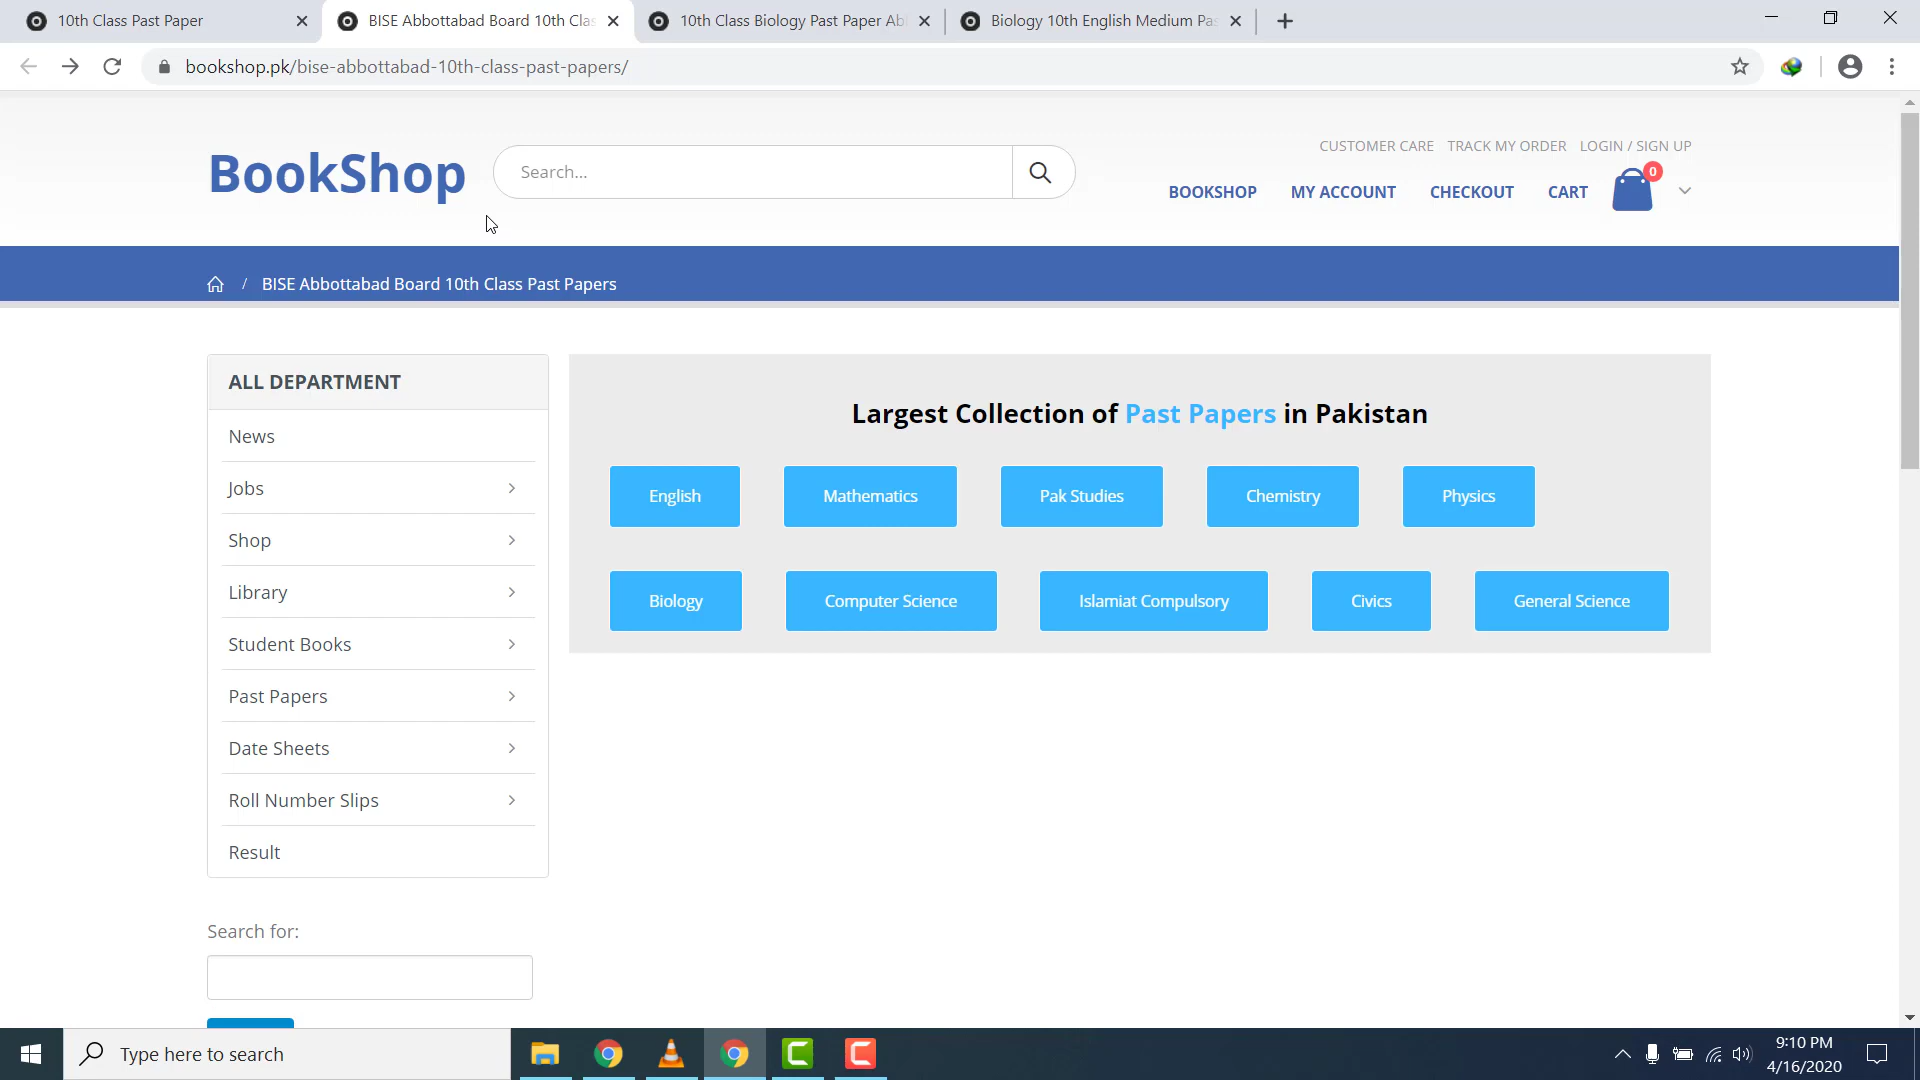 10th Class Past Paper
BISE Abbottabad Board 10th Clas
10th Class Biology Past Paper Ab
Biology 10th English Medium Pas
bookshop.pk/bise-abbottabad-10th-class-past-papers/
CUSTOMER CARE TRACK MY ORDER LOGIN / SIGN UP
BookShop
Search...
BOOKSHOP MY ACCOUNT CHECKOUT CART 0
/ BISE Abbottabad Board 10th Class Past Papers
ALL DEPARTMENT
News
Jobs
Shop
Library
Student Books
Past Papers
Date Sheets
Roll Number Slips
Result
Search for:
Largest Collection of Past Papers in Pakistan
English Mathematics Pak Studies Chemistry Physics
Biology Computer Science Islamiat Compulsory Civics General Science
Type here to search
9:10 PM
4/16/2020